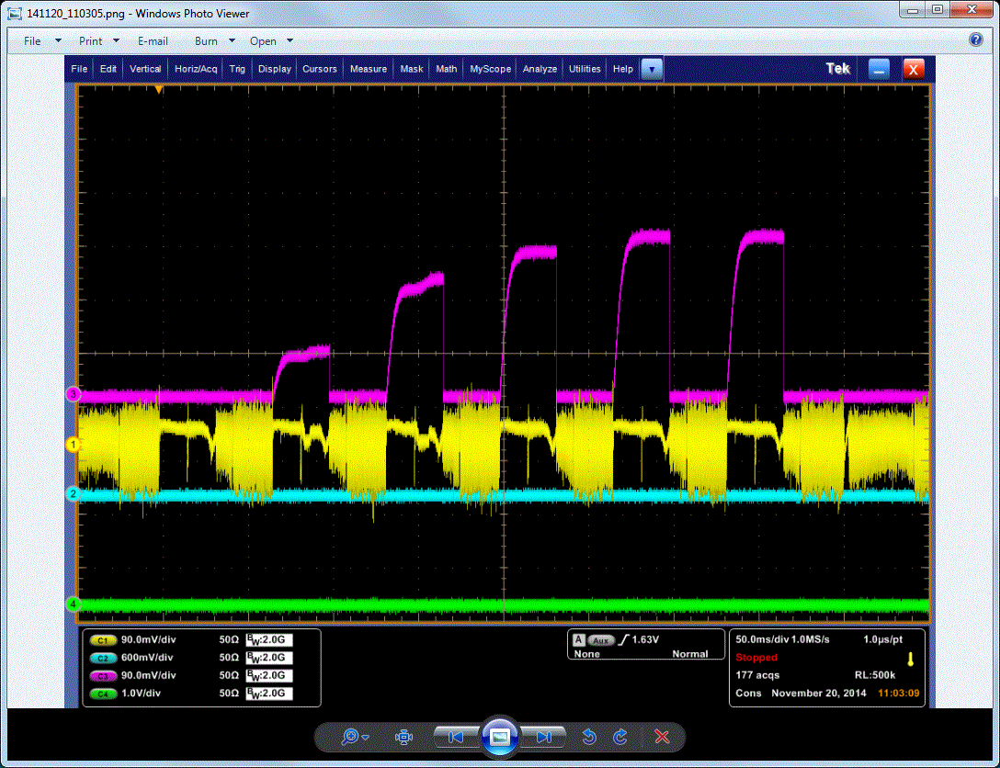 141120_110305.png - Windows Photo Viewer
File Print E-mail Burn Open
File Edit Vertical Horiz/Acq Trig Display Cursors Measure Mask Math MyScope Analyze Utilities Help Tek X
3
1
2
4
C1 90.0mV/div 50Ω BW:2.0G
C2 600mV/div 50Ω BW:2.0G
C3 90.0mV/div 50Ω BW:2.0G
C4 1.0V/div 50Ω BW:2.0G
A Aux 1.63V
None Normal
50.0ms/div 1.0MS/s 1.0µs/pt
Stopped
177 acqs RL:500k
Cons November 20, 2014 11:03:09